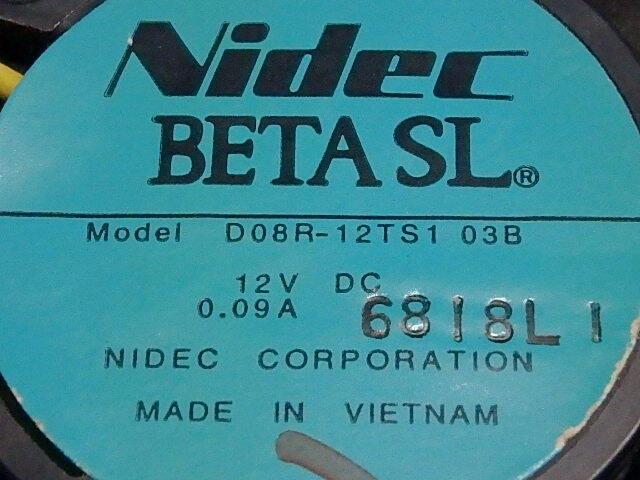 Nidec
BETA SL®
Model D08R-12TS1 03B
12V DC
0.09A 6818L1
NIDEC CORPORATION
MADE IN VIETNAM